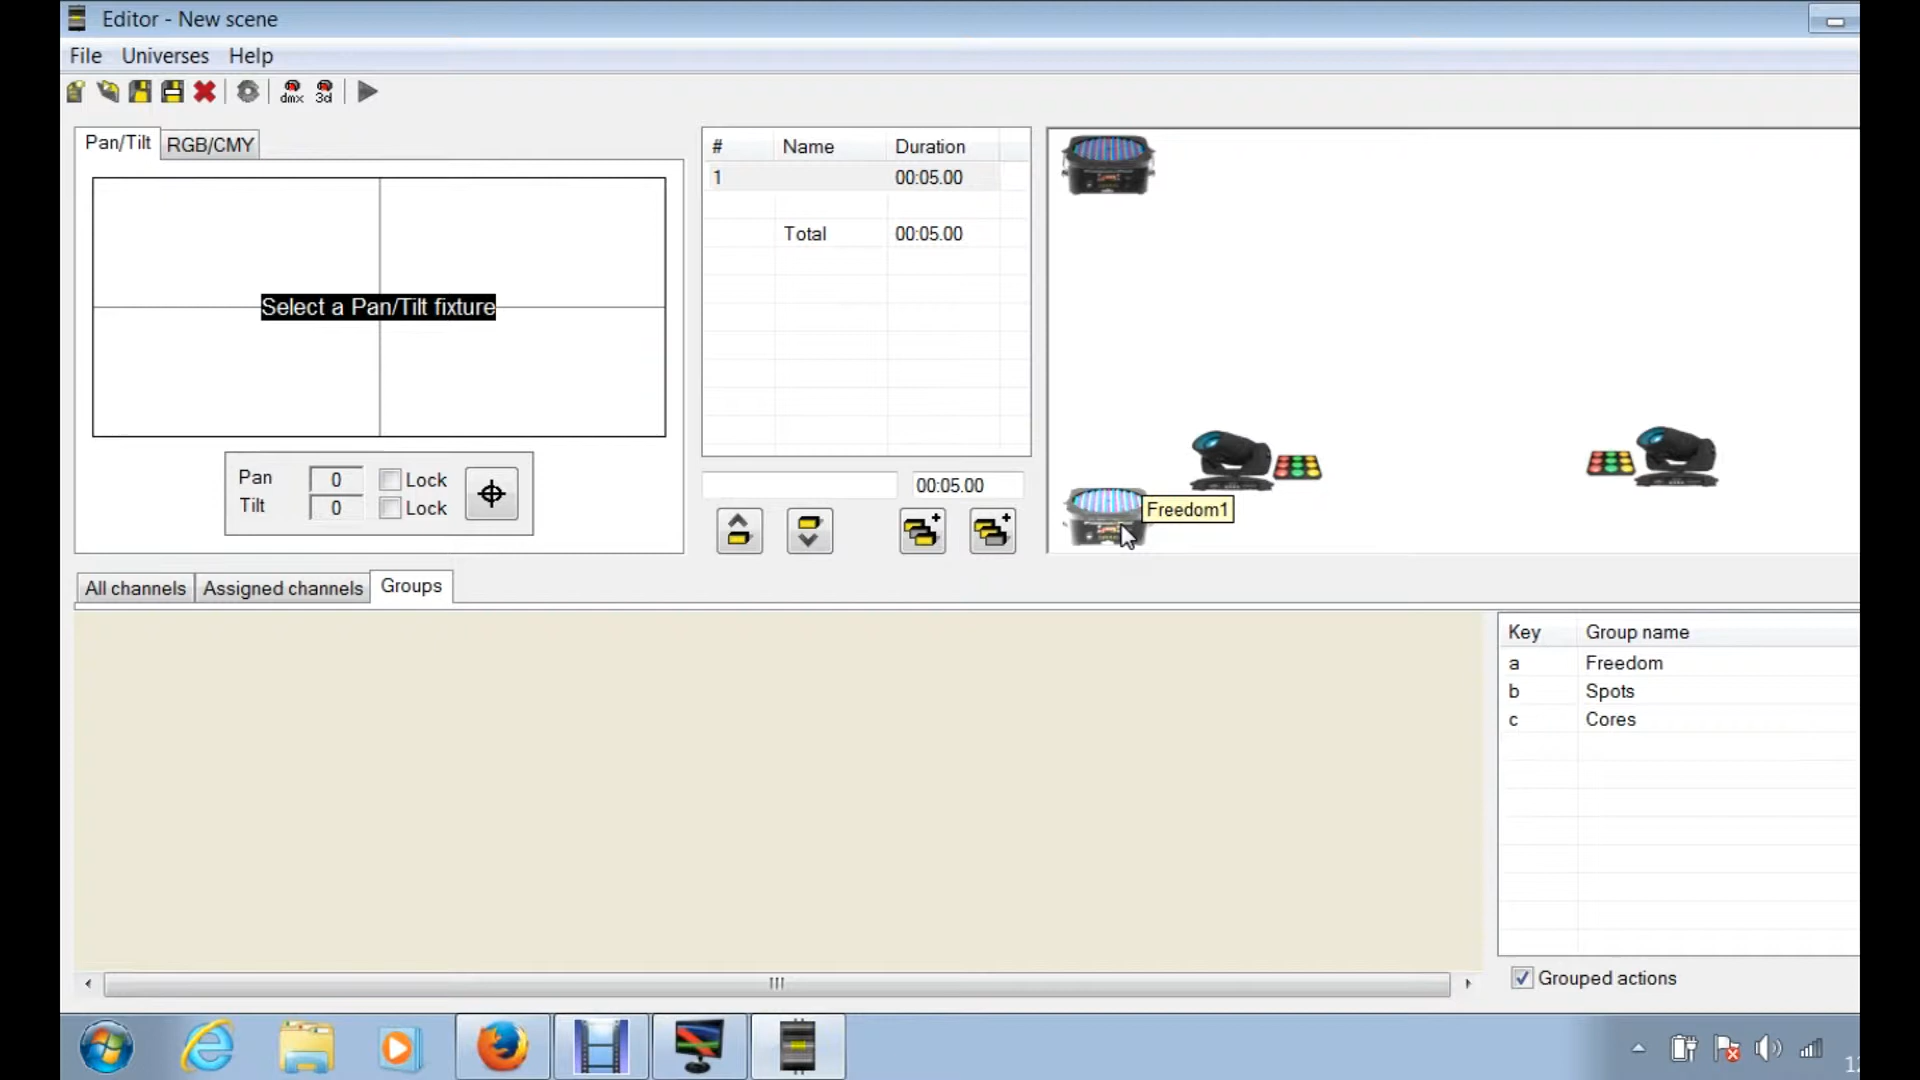 Editor - New scene
File Universes Help
dmx 3d
Pan/Tilt RGB/CMY
Select a Pan/Tilt fixture
Pan 0 Lock
Tilt 0 Lock
# Name Duration
1 00:05.00
Total 00:05.00
00:05.00
Freedom1
All channels Assigned channels Groups
Key Group name
a Freedom
b Spots
c Cores
Grouped actions